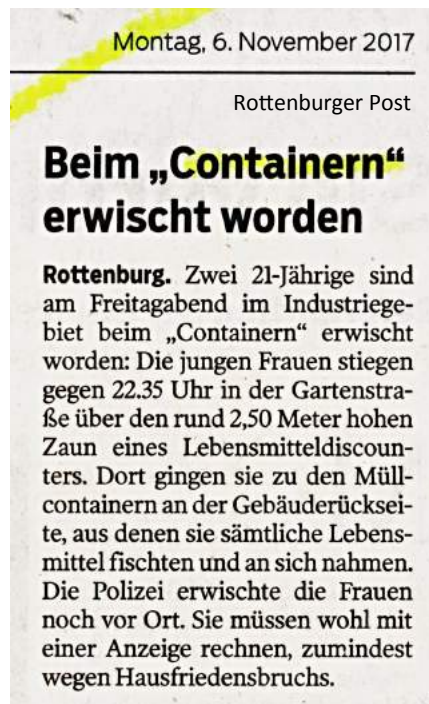 Montag, 6. November 2017
Rottenburger Post
Beim „Containern“
erwischt worden
Rottenburg. Zwei 21-Jährige sind
am Freitagabend im Industriege-
biet beim „Containern“ erwischt
worden: Die jungen Frauen stiegen
gegen 22.35 Uhr in der Gartenstra-
ße über den rund 2,50 Meter hohen
Zaun eines Lebensmitteldiscoun-
ters. Dort gingen sie zu den Müll-
containern an der Gebäuderücksei-
te, aus denen sie sämtliche Lebens-
mittel fischten und an sich nahmen.
Die Polizei erwischte die Frauen
noch vor Ort. Sie müssen wohl mit
einer Anzeige rechnen, zumindest
wegen Hausfriedensbruchs.